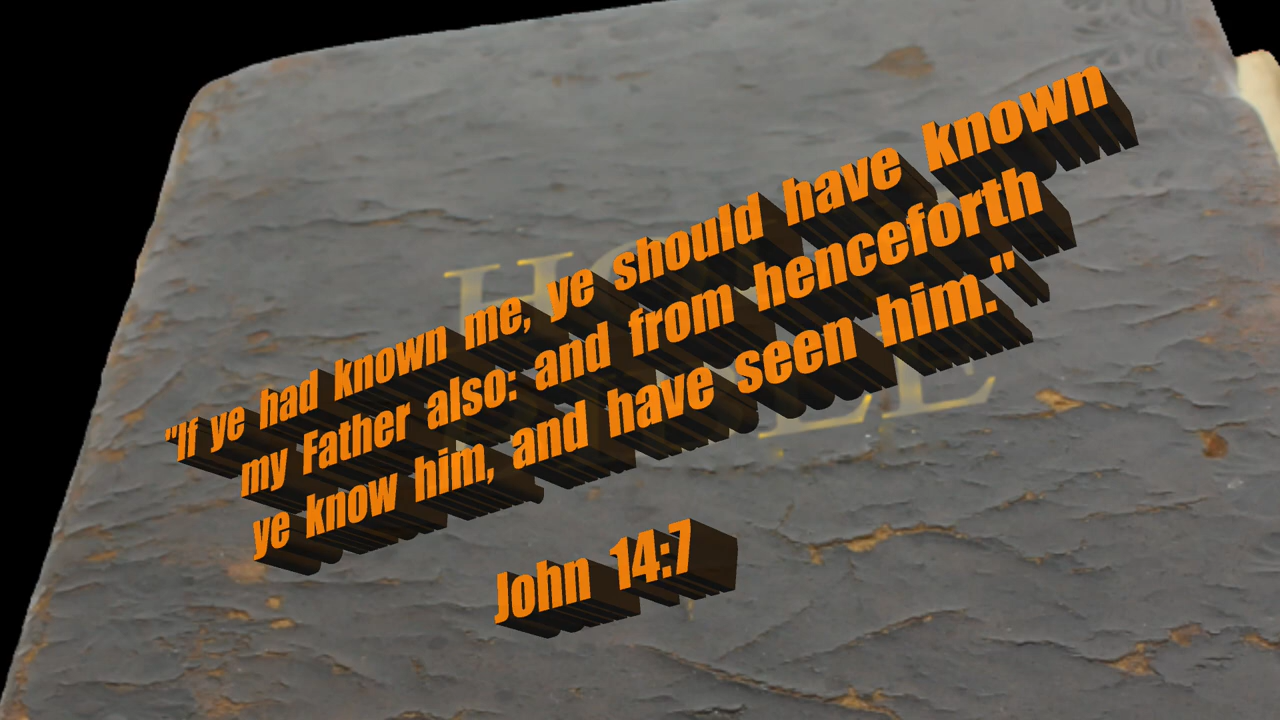 "If ye had known me, ye should have known
my Father also: and from henceforth
ye know him, and have seen him."
John 14:7